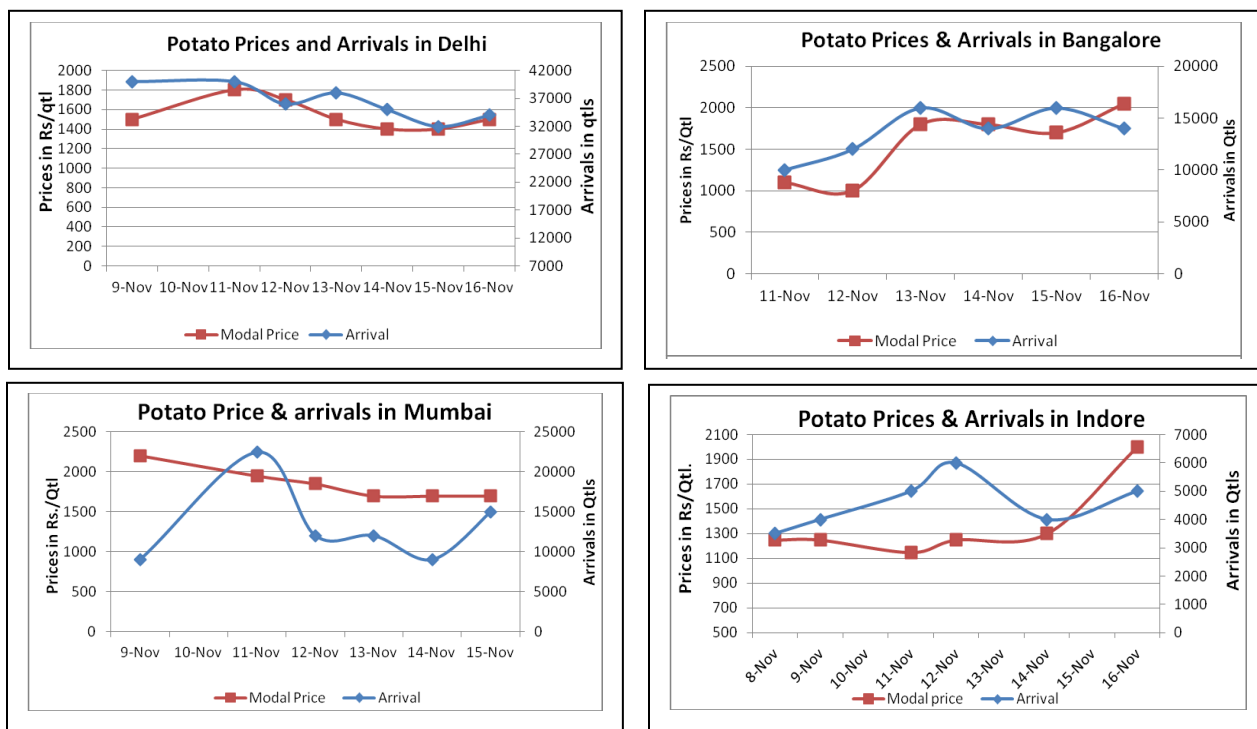 Potato Prices and Arrivals in Delhi
Prices in Rs/qtl
2000
1800
1600
1400
1200
1000
800
600
400
200
0
42000
37000
32000
27000
22000
17000
12000
7000
Arrivals in qtls
9-Nov 10-Nov 11-Nov 12-Nov 13-Nov 14-Nov 15-Nov 16-Nov
Modal Price Arrival
Potato Prices & Arrivals in Bangalore
Prices in Rs/Qtl
2500
2000
1500
1000
500
0
20000
15000
10000
5000
0
Arrivals in Qtls
11-Nov 12-Nov 13-Nov 14-Nov 15-Nov 16-Nov
Modal Price Arrival
Potato Price & arrivals in Mumbai
Prices in Rs./Qtl
2500
2000
1500
1000
500
0
25000
20000
15000
10000
5000
0
Arrivals in Qtls
9-Nov 10-Nov 11-Nov 12-Nov 13-Nov 14-Nov 15-Nov
Modal Price Arrival
Potato Prices & Arrivals in Indore
Prices in Rs/Qtl.
2100
1900
1700
1500
1300
1100
900
700
500
7000
6000
5000
4000
3000
2000
1000
0
Arrivals in Qtls
8-Nov 9-Nov 10-Nov 11-Nov 12-Nov 13-Nov 14-Nov 15-Nov 16-Nov
Modal price Arrival